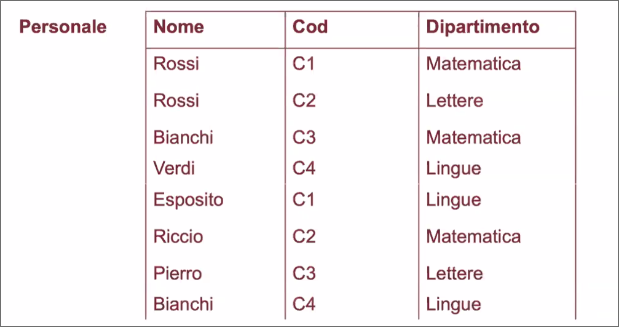 Personale Nome Cod Dipartimento
Rossi C1 Matematica
Rossi C2 Lettere
Bianchi C3 Matematica
Verdi C4 Lingue
Esposito C1 Lingue
Riccio C2 Matematica
Pierro C3 Lettere
Bianchi C4 Lingue